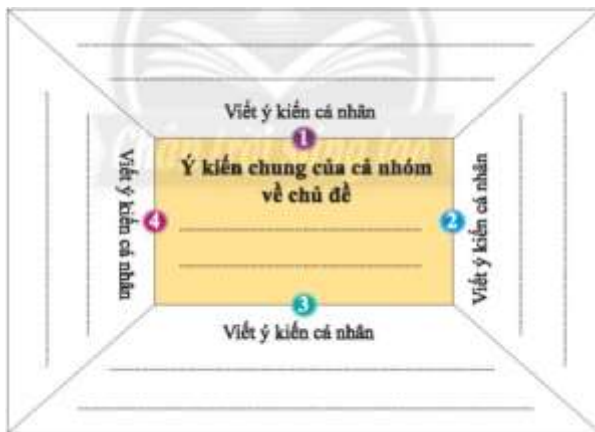 Viết ý kiến cá nhân
1
Ý kiến chung của cả nhóm
về chủ đề
4
Viết ý kiến cá nhân
2
Viết ý kiến cá nhân
3
Viết ý kiến cá nhân